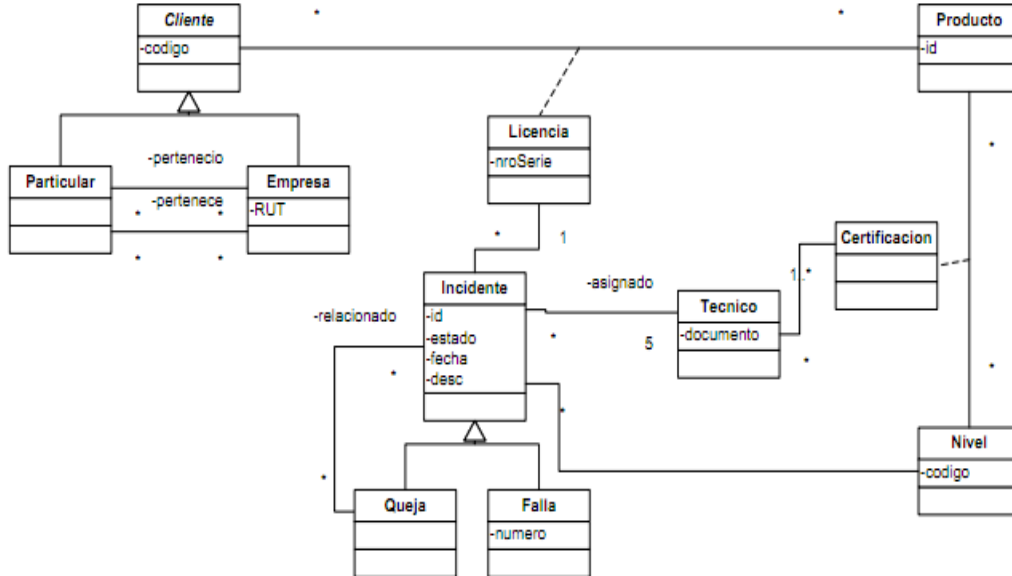 * *
Cliente
-codigo
Producto
-id
*
Licencia
-nroSerie
* 1
Particular
-pertenecio
-pertenece
* *
* *
Empresa
-RUT
Certificacion
1..*
*
Incidente
-id
-estado
-fecha
-desc
-asignado
* 5
Tecnico
-documento
-relacionado
*
*
*
*
Nivel
-codigo
Queja
Falla
-numero